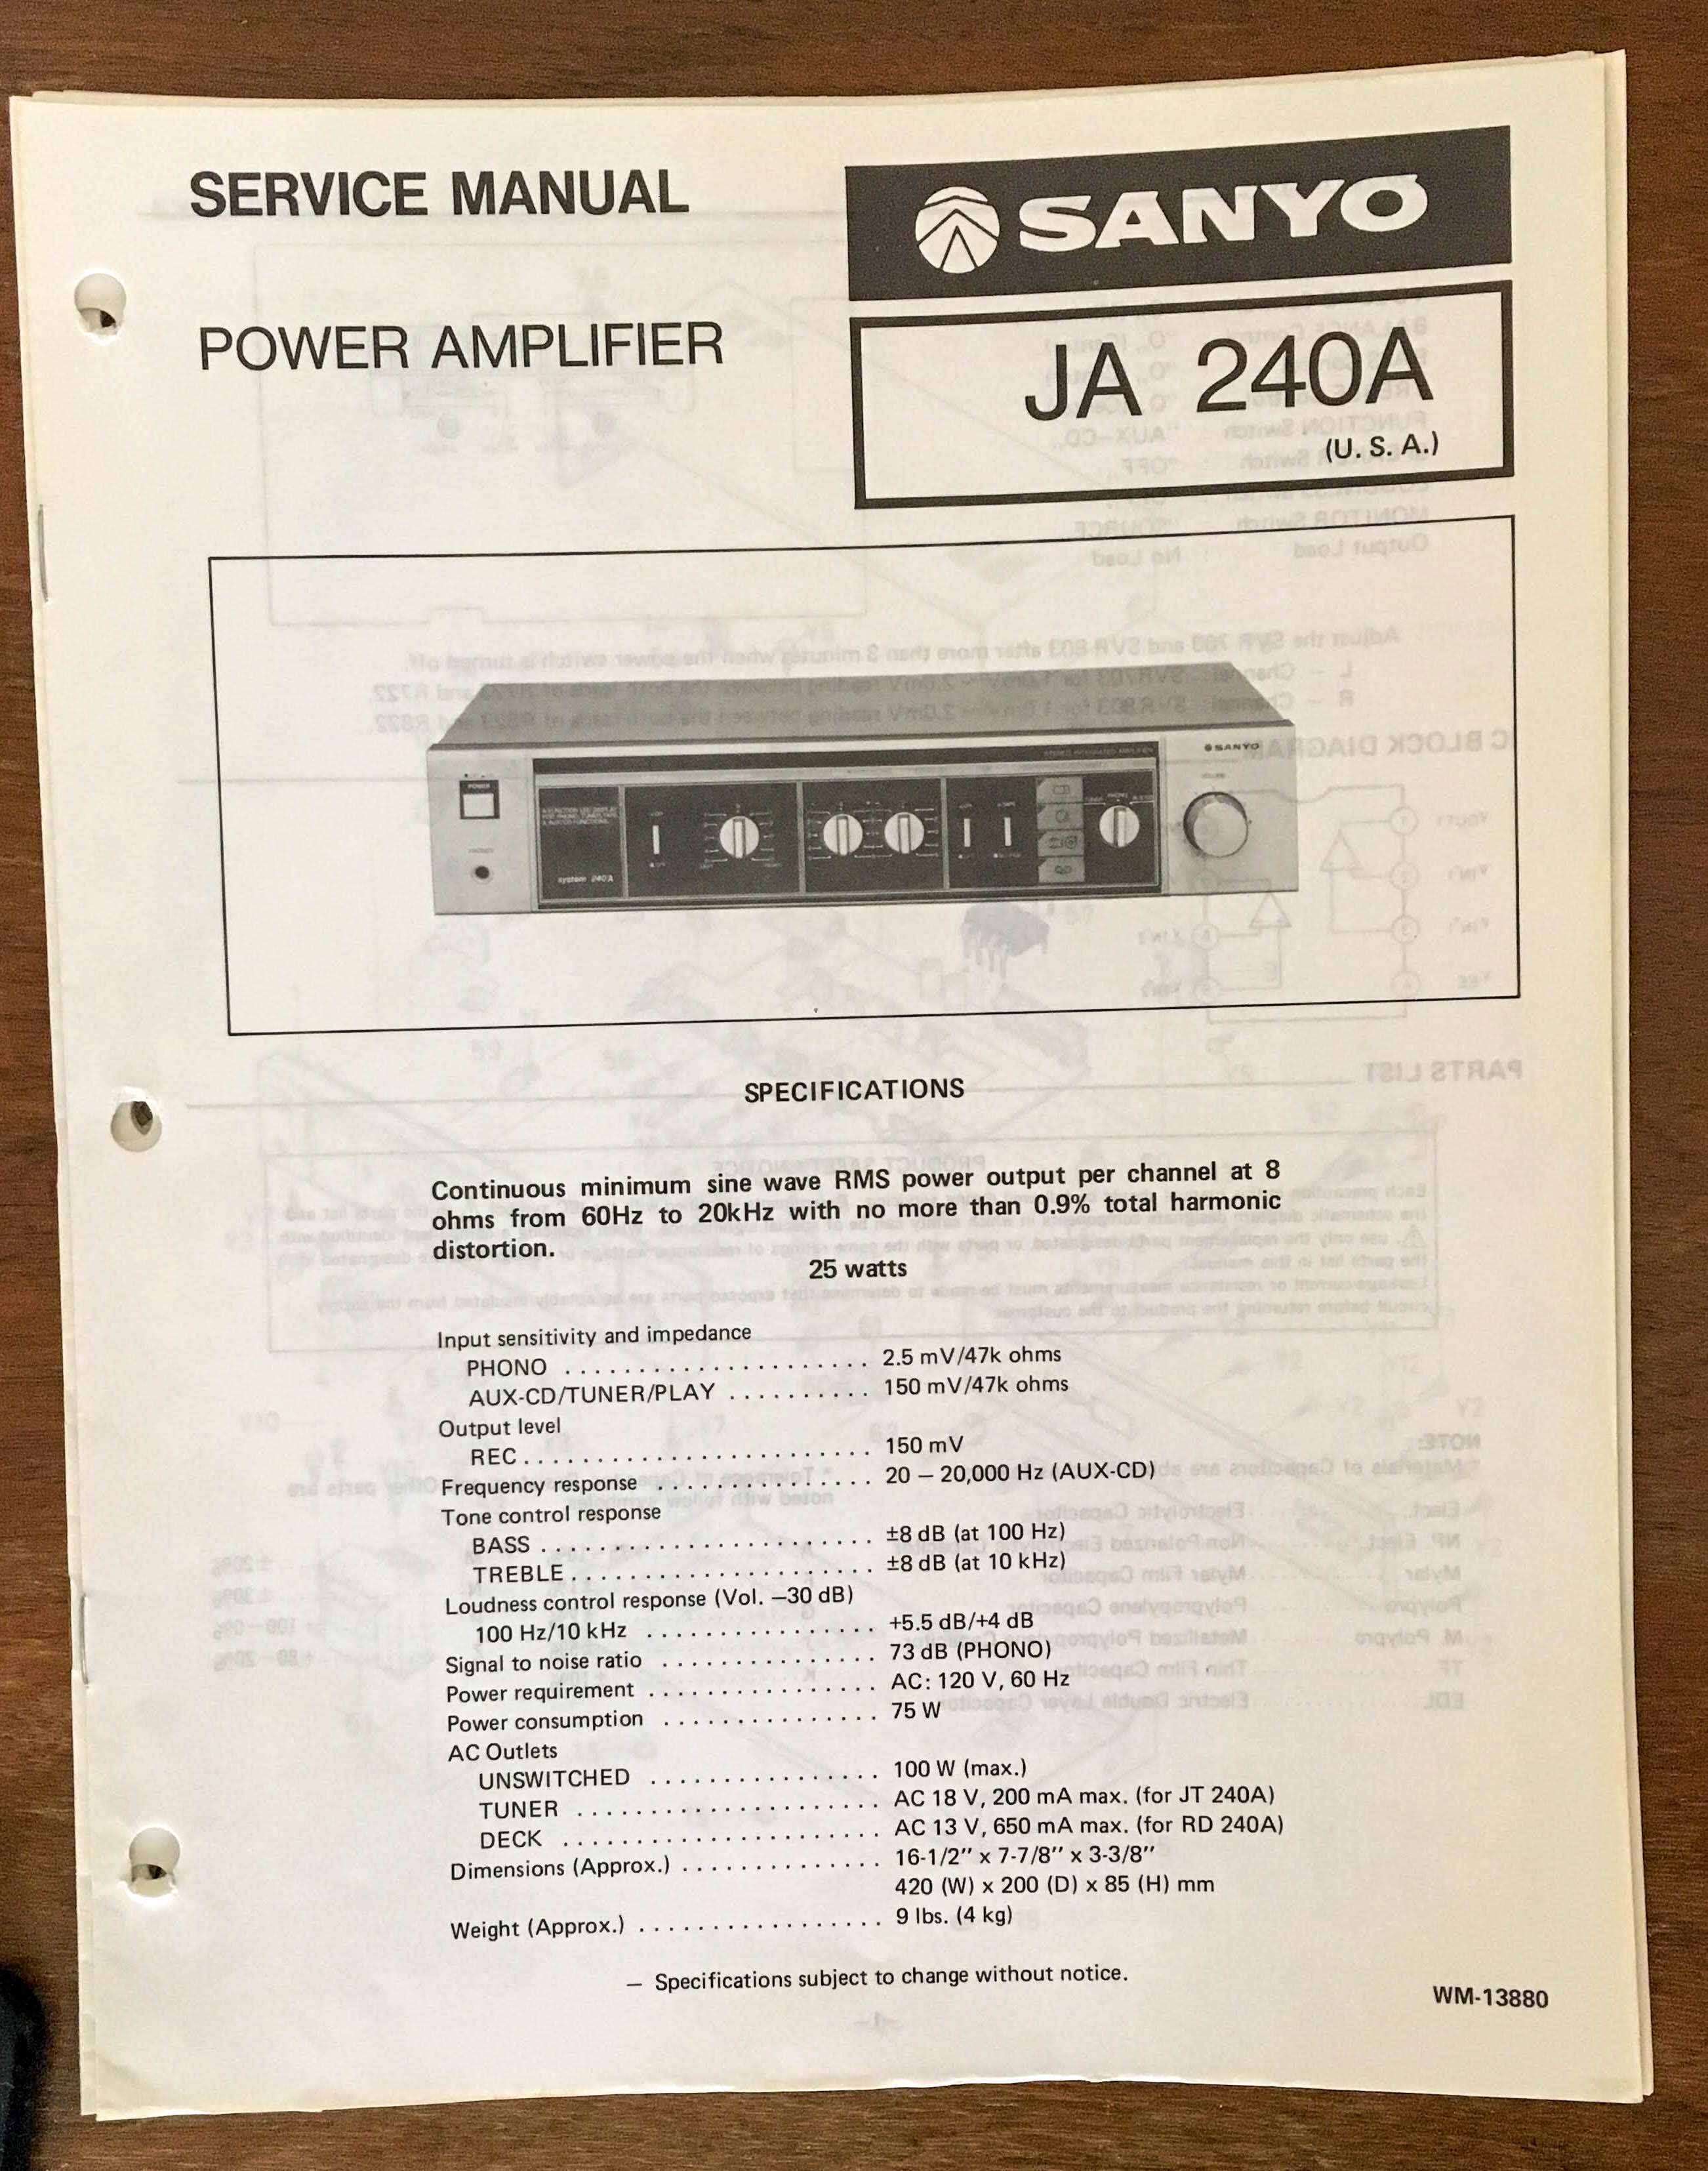 SERVICE MANUAL
SANYO
POWER AMPLIFIER
JA 240A
(U. S. A.)
SANYO
POWER
PHONES
system 240A
SPECIFICATIONS
Continuous minimum sine wave RMS power output per channel at 8
ohms from 60Hz to 20kHz with no more than 0.9% total harmonic
distortion.
25 watts
Input sensitivity and impedance
PHONO ..................... 2.5 mV/47k ohms
AUX-CD/TUNER/PLAY .......... 150 mV/47k ohms
Output level
REC........................ 150 mV
Frequency response ............... 20 – 20,000 Hz (AUX-CD)
Tone control response
BASS ....................... ±8 dB (at 100 Hz)
TREBLE..................... ±8 dB (at 10 kHz)
Loudness control response (Vol. –30 dB)
100 Hz/10 kHz ................ +5.5 dB/+4 dB
Signal to noise ratio ............... 73 dB (PHONO)
Power requirement ................ AC: 120 V, 60 Hz
Power consumption ............... 75 W
AC Outlets
UNSWITCHED ................ 100 W (max.)
TUNER ..................... AC 18 V, 200 mA max. (for JT 240A)
DECK ...................... AC 13 V, 650 mA max. (for RD 240A)
Dimensions (Approx.) .............. 16-1/2″ x 7-7/8″ x 3-3/8″
420 (W) x 200 (D) x 85 (H) mm
Weight (Approx.) ................. 9 lbs. (4 kg)
– Specifications subject to change without notice.
WM-13880